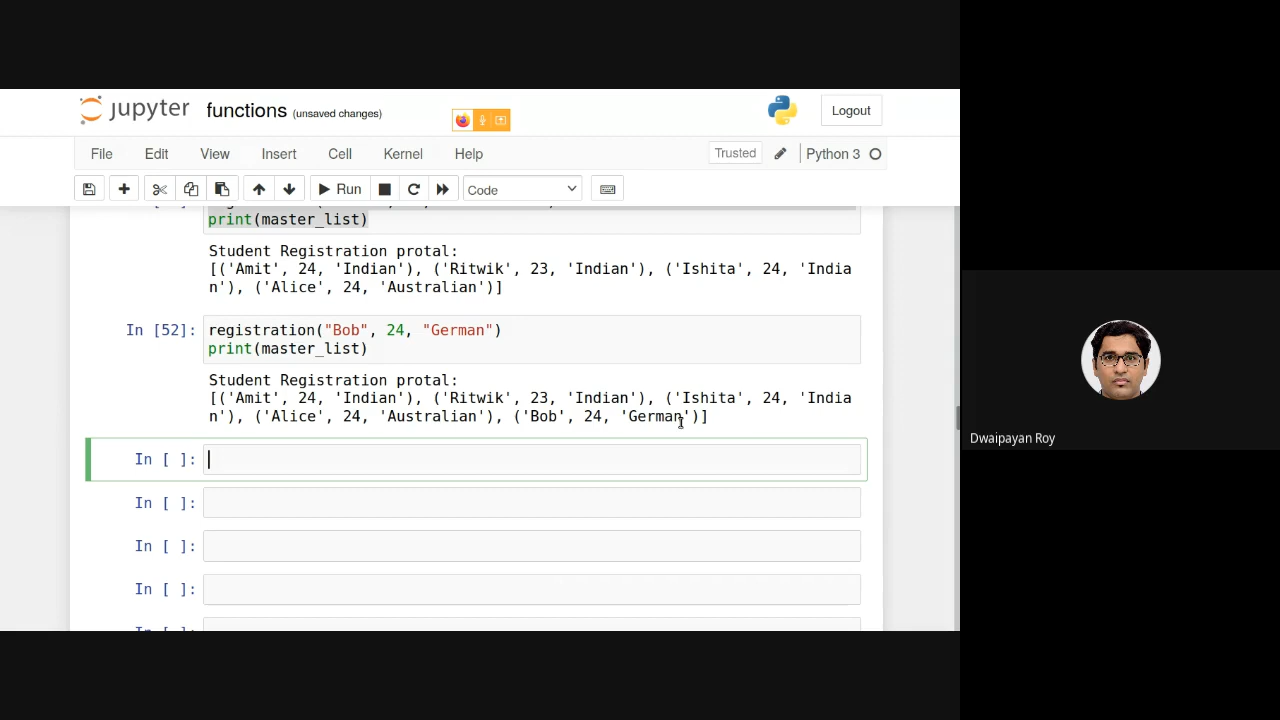 jupyter functions (unsaved changes)
Logout
File Edit View Insert Cell Kernel Help
Trusted Python 3
Run Code
print(master_list)
Student Registration protal:
[('Amit', 24, 'Indian'), ('Ritwik', 23, 'Indian'), ('Ishita', 24, 'India
n'), ('Alice', 24, 'Australian')]
In [52]: registration("Bob", 24, "German")
print(master_list)
Student Registration protal:
[('Amit', 24, 'Indian'), ('Ritwik', 23, 'Indian'), ('Ishita', 24, 'India
n'), ('Alice', 24, 'Australian'), ('Bob', 24, 'German')]
In [ ]:
In [ ]:
In [ ]:
In [ ]:
In [ ]:
Dwaipayan Roy